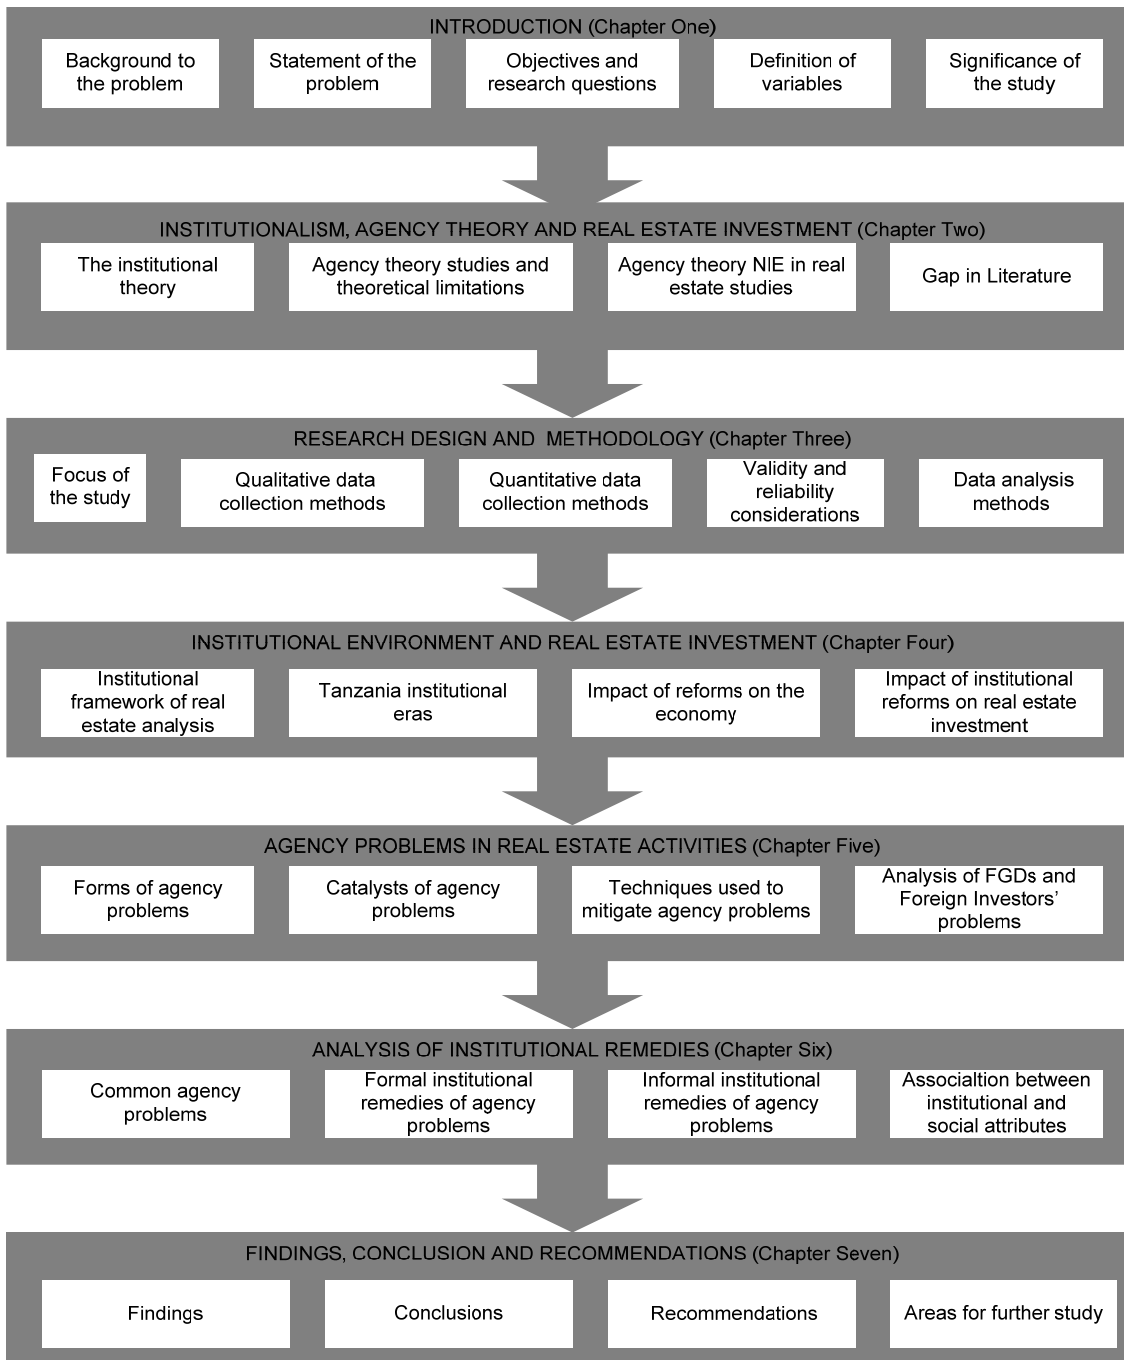 INTRODUCTION (Chapter One)
Background to
the problem
Statement of the
problem
Objectives and
research questions
Definition of
variables
Significance of
the study
INSTITUTIONALISM, AGENCY THEORY AND REAL ESTATE INVESTMENT (Chapter Two)
The institutional
theory
Agency theory studies and
theoretical limitations
Agency theory NIE in real
estate studies
Gap in Literature
RESEARCH DESIGN AND METHODOLOGY (Chapter Three)
Focus of
the study
Qualitative data
collection methods
Quantitative data
collection methods
Validity and
reliability
considerations
Data analysis
methods
INSTITUTIONAL ENVIRONMENT AND REAL ESTATE INVESTMENT (Chapter Four)
Institutional
framework of real
estate analysis
Tanzania institutional
eras
Impact of reforms on the
economy
Impact of institutional
reforms on real estate
investment
AGENCY PROBLEMS IN REAL ESTATE ACTIVITIES (Chapter Five)
Forms of agency
problems
Catalysts of agency
problems
Techniques used to
mitigate agency problems
Analysis of FGDs and
Foreign Investors’
problems
ANALYSIS OF INSTITUTIONAL REMEDIES (Chapter Six)
Common agency
problems
Formal institutional
remedies of agency
problems
Informal institutional
remedies of agency
problems
Associaltion between
institutional and
social attributes
FINDINGS, CONCLUSION AND RECOMMENDATIONS (Chapter Seven)
Findings
Conclusions
Recommendations
Areas for further study